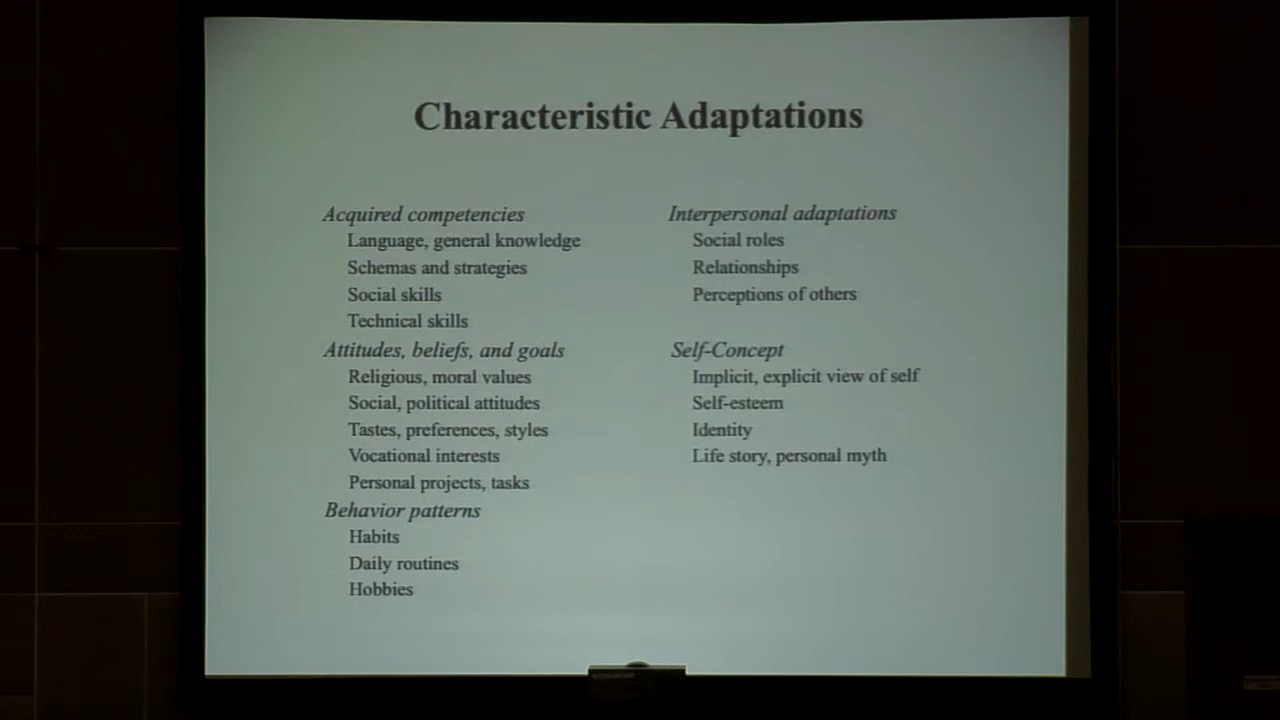 Characteristic Adaptations
Acquired competencies
Language, general knowledge
Schemas and strategies
Social skills
Technical skills
Attitudes, beliefs, and goals
Religious, moral values
Social, political attitudes
Tastes, preferences, styles
Vocational interests
Personal projects, tasks
Behavior patterns
Habits
Daily routines
Hobbies
Interpersonal adaptations
Social roles
Relationships
Perceptions of others
Self-Concept
Implicit, explicit view of self
Self-esteem
Identity
Life story, personal myth